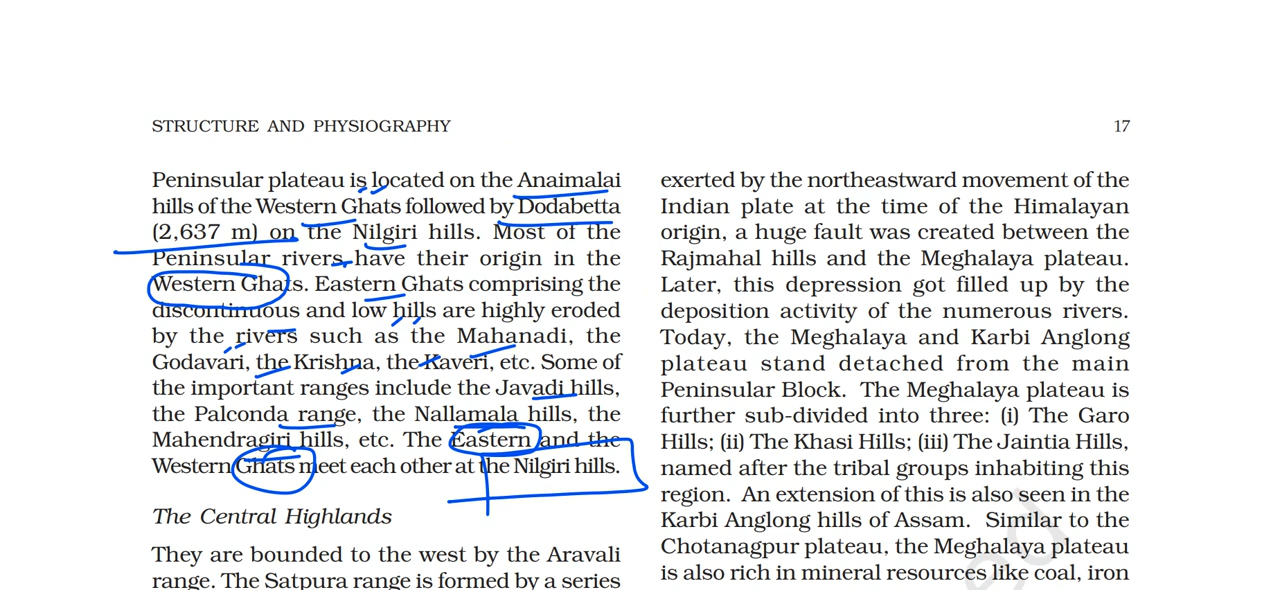 STRUCTURE AND PHYSIOGRAPHY
17
Peninsular plateau is located on the Anaimalai
hills of the Western Ghats followed by Dodabetta
(2,637 m) on the Nilgiri hills. Most of the
Peninsular rivers have their origin in the
Western Ghats. Eastern Ghats comprising the
discontinuous and low hills are highly eroded
by the rivers such as the Mahanadi, the
Godavari, the Krishna, the Kaveri, etc. Some of
the important ranges include the Javadi hills,
the Palconda range, the Nallamala hills, the
Mahendragiri hills, etc. The Eastern and the
Western Ghats meet each other at the Nilgiri hills.
The Central Highlands
They are bounded to the west by the Aravali
range. The Satpura range is formed by a series
exerted by the northeastward movement of the
Indian plate at the time of the Himalayan
origin, a huge fault was created between the
Rajmahal hills and the Meghalaya plateau.
Later, this depression got filled up by the
deposition activity of the numerous rivers.
Today, the Meghalaya and Karbi Anglong
plateau stand detached from the main
Peninsular Block. The Meghalaya plateau is
further sub-divided into three: (i) The Garo
Hills; (ii) The Khasi Hills; (iii) The Jaintia Hills,
named after the tribal groups inhabiting this
region. An extension of this is also seen in the
Karbi Anglong hills of Assam. Similar to the
Chotanagpur plateau, the Meghalaya plateau
is also rich in mineral resources like coal, iron